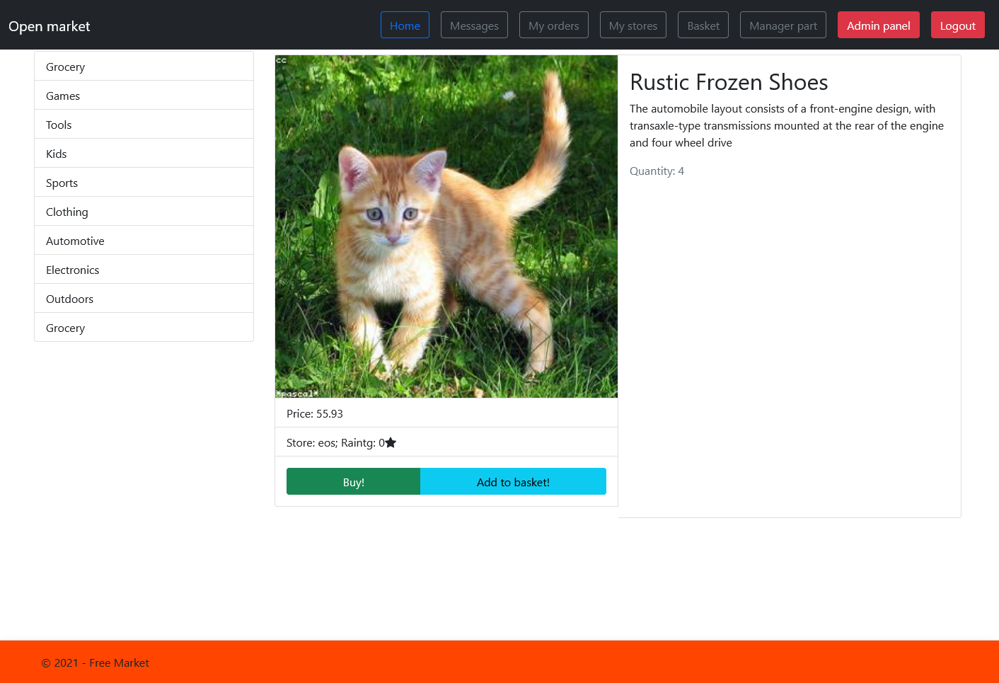 Open market
Home
Messages
My orders
My stores
Basket
Manager part
Admin panel
Logout
Grocery
Games
Tools
Kids
Sports
Clothing
Automotive
Electronics
Outdoors
Grocery
cc
*pascal*
Price: 55.93
Store: eos; Raintg: 0★
Buy!
Add to basket!
Rustic Frozen Shoes
The automobile layout consists of a front-engine design, with
transaxle-type transmissions mounted at the rear of the engine
and four wheel drive
Quantity: 4
© 2021 - Free Market